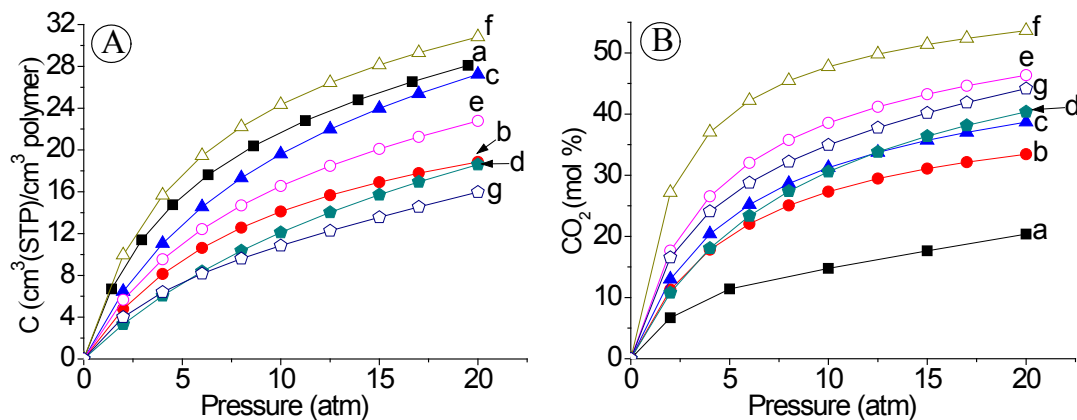 A
C (cm³(STP)/cm³ polymer)
32
28
24
20
16
12
8
4
0
f
a
c
e
b
d
g
0 5 10 15 20
Pressure (atm)
B
CO₂ (mol %)
50
40
30
20
10
0
f
e
g
d
c
b
a
0 5 10 15 20
Pressure (atm)